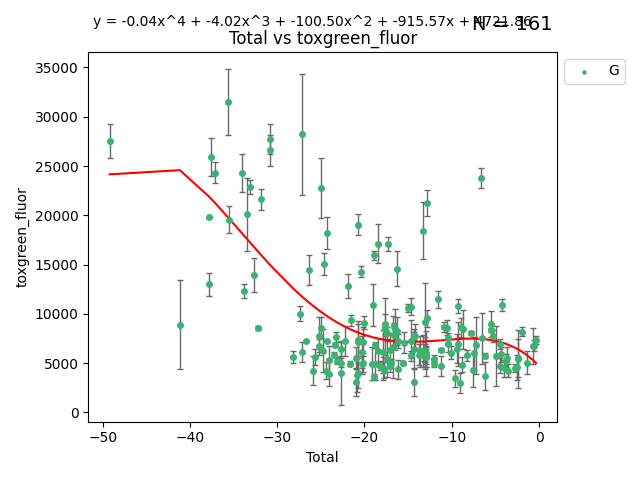 y = -0.04x^4 + -4.02x^3 + -100.50x^2 + -915.57x + 4721.86
N = 161
Total vs toxgreen_fluor
G
35000
30000
25000
20000
15000
10000
5000
0
toxgreen_fluor
−50 −40 −30 −20 −10 0
Total